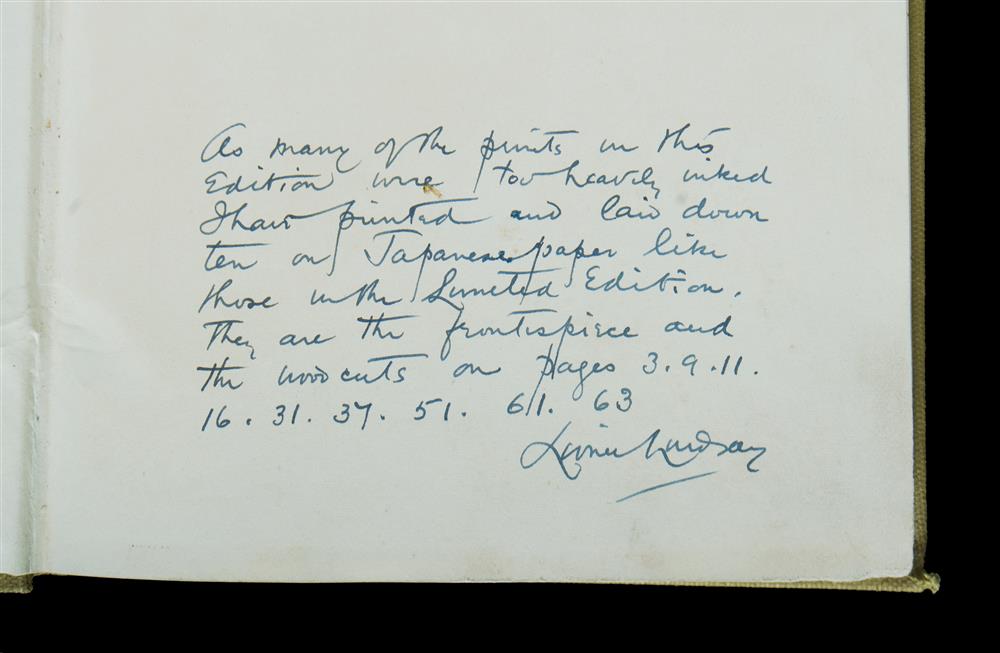 As many of the prints in this
Edition were too heavily inked
I have printed and laid down
ten on Japanese paper like
those in the Limited Edition.
They are the frontispiece and
the wood cuts on pages 3.9.11.
16.31.37.51. 61. 63
Lionel Lindsay